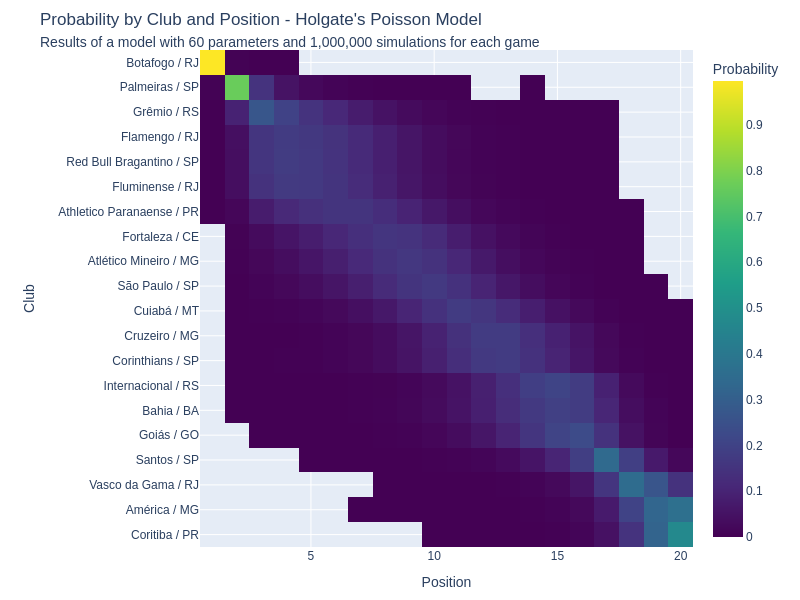 Probability by Club and Position - Holgate's Poisson Model
Results of a model with 60 parameters and 1,000,000 simulations for each game
Probability
Botafogo / RJ
Palmeiras / SP
Grêmio / RS
Flamengo / RJ
Red Bull Bragantino / SP
Fluminense / RJ
Athletico Paranaense / PR
Fortaleza / CE
Atlético Mineiro / MG
São Paulo / SP
Cuiabá / MT
Cruzeiro / MG
Corinthians / SP
Internacional / RS
Bahia / BA
Goiás / GO
Santos / SP
Vasco da Gama / RJ
América / MG
Coritiba / PR
Club
5
10
15
20
Position
0.9
0.8
0.7
0.6
0.5
0.4
0.3
0.2
0.1
0